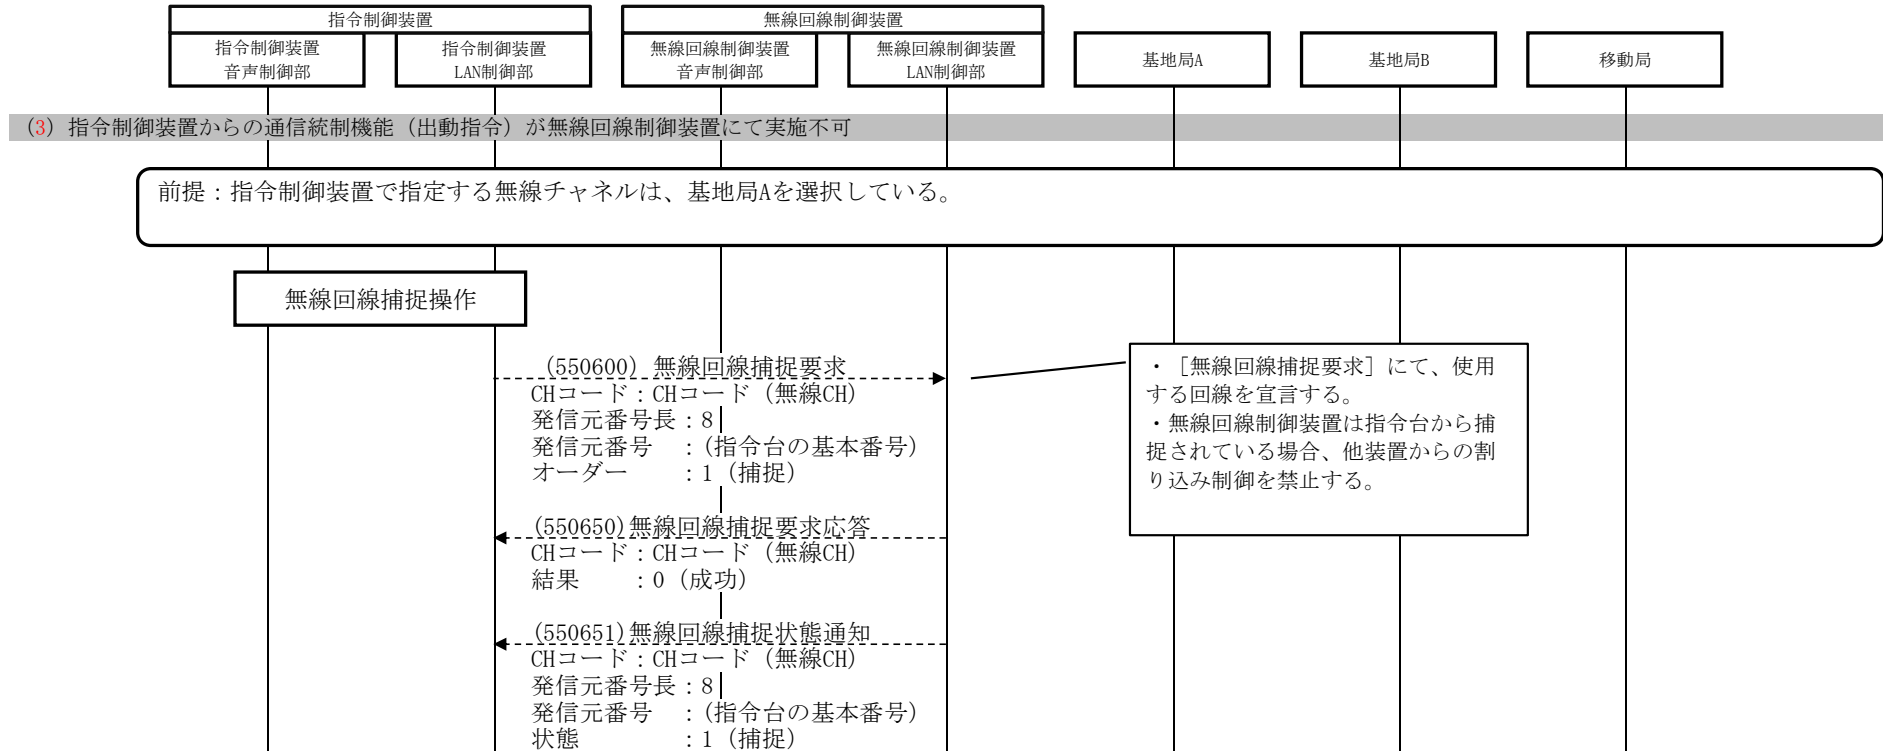 指令制御装置
無線回線制御装置
指令制御装置
音声制御部
指令制御装置
LAN制御部
無線回線制御装置
音声制御部
無線回線制御装置
LAN制御部
基地局A
基地局B
移動局
（3）指令制御装置からの通信統制機能（出動指令）が無線回線制御装置にて実施不可
前提：指令制御装置で指定する無線チャネルは、基地局Aを選択している。
無線回線捕捉操作
(550600) 無線回線捕捉要求
CHコード：CHコード（無線CH）
発信元番号長：8
発信元番号　：(指令台の基本番号)
オーダー　　：1（捕捉）
・［無線回線捕捉要求］にて、使用
する回線を宣言する。
・無線回線制御装置は指令台から捕
捉されている場合、他装置からの割
り込み制御を禁止する。
(550650)無線回線捕捉要求応答
CHコード：CHコード（無線CH）
結果　　：0（成功）
(550651)無線回線捕捉状態通知
CHコード：CHコード（無線CH）
発信元番号長：8
発信元番号　：(指令台の基本番号)
状態　　　　：1（捕捉）